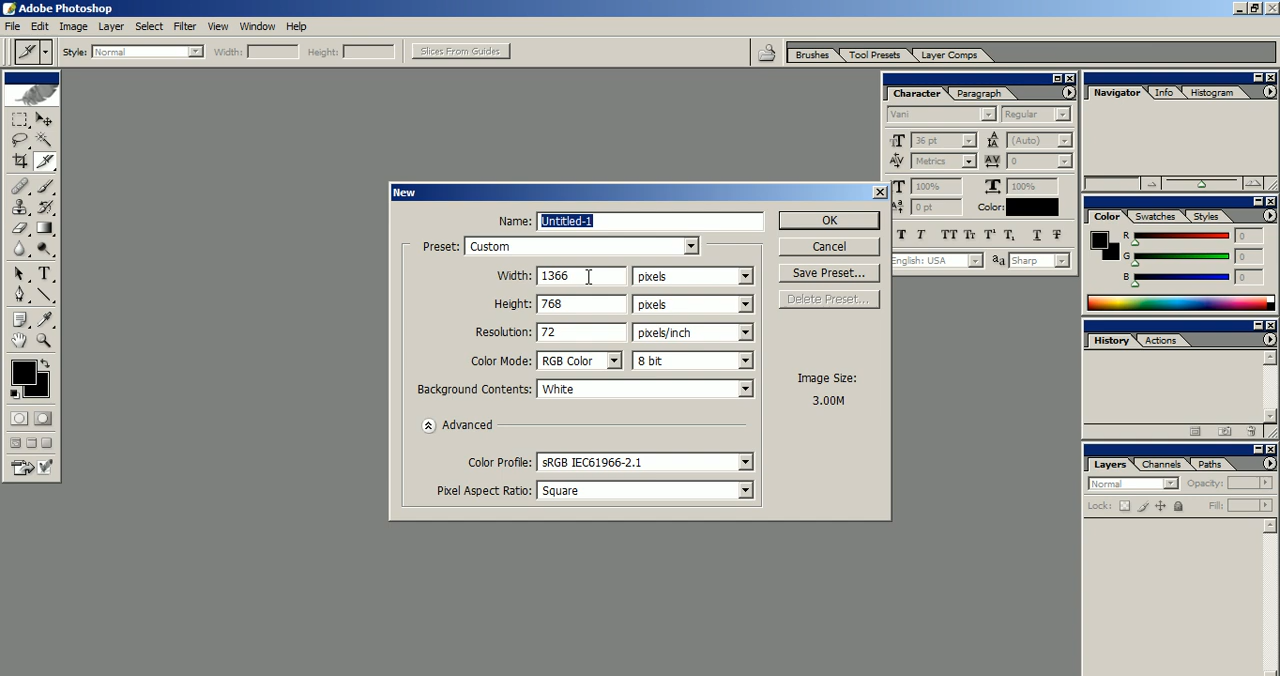 Adobe Photoshop
File Edit Image Layer Select Filter View Window Help
Style: Normal Width: Height: Slices From Guides Brushes Tool Presets Layer Comps
Character Paragraph
Vani Regular
36 pt (Auto)
Metrics 0
100% 100%
0 pt Color:
T T TT Tr T¹ T, T T
English: USA aa Sharp
Navigator Info Histogram
Color Swatches Styles
R 0
G 0
B 0
History Actions
Layers Channels Paths
Normal Opacity:
Lock: Fill:
New
Name: Untitled-1 OK
Preset: Custom Cancel
Width: 1366 pixels Save Preset...
Height: 768 pixels Delete Preset...
Resolution: 72 pixels/inch
Color Mode: RGB Color 8 bit
Background Contents: White
Image Size:
3.00M
Advanced
Color Profile: sRGB IEC61966-2.1
Pixel Aspect Ratio: Square